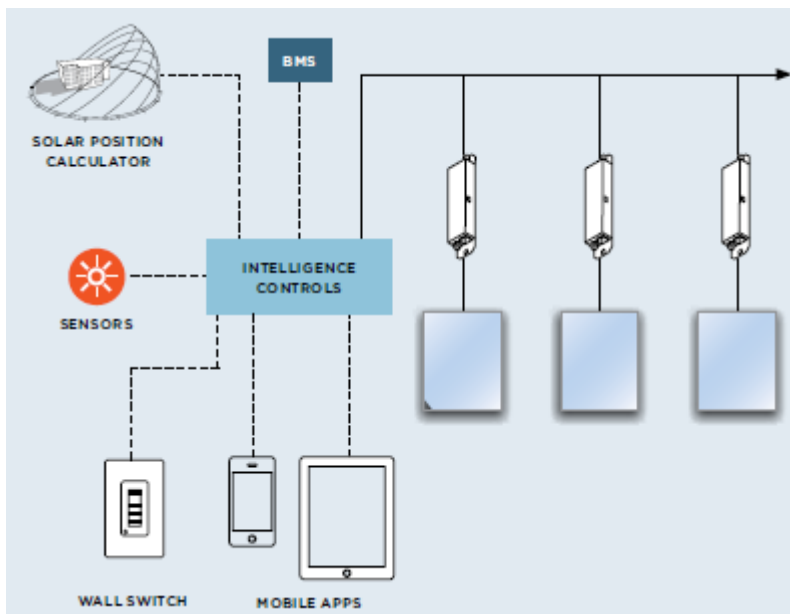 BMS
SOLAR POSITION
CALCULATOR
INTELLIGENCE
CONTROLS
SENSORS
WALL SWITCH
MOBILE APPS